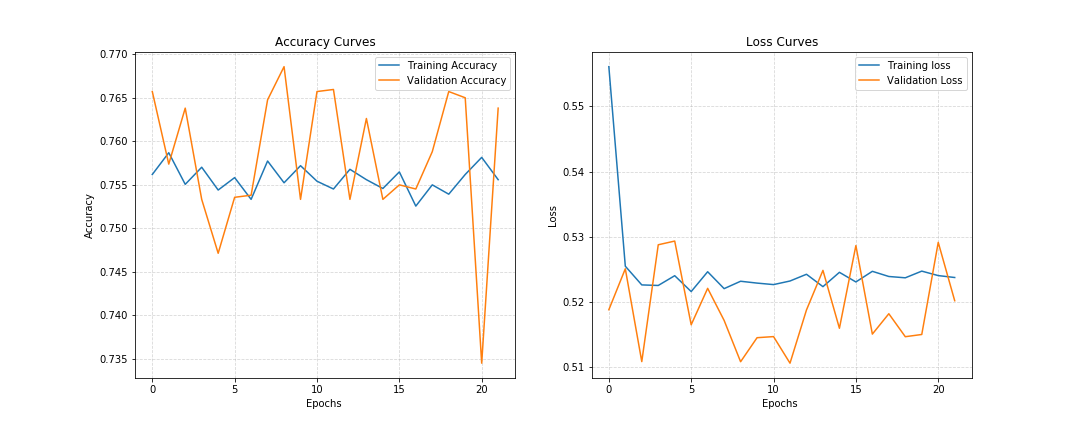 Accuracy Curves
Training Accuracy
Validation Accuracy
0.770
0.765
0.760
0.755
0.750
0.745
0.740
0.735
Accuracy
0 5 10 15 20
Epochs
Loss Curves
Training loss
Validation Loss
0.55
0.54
0.53
0.52
0.51
Loss
0 5 10 15 20
Epochs